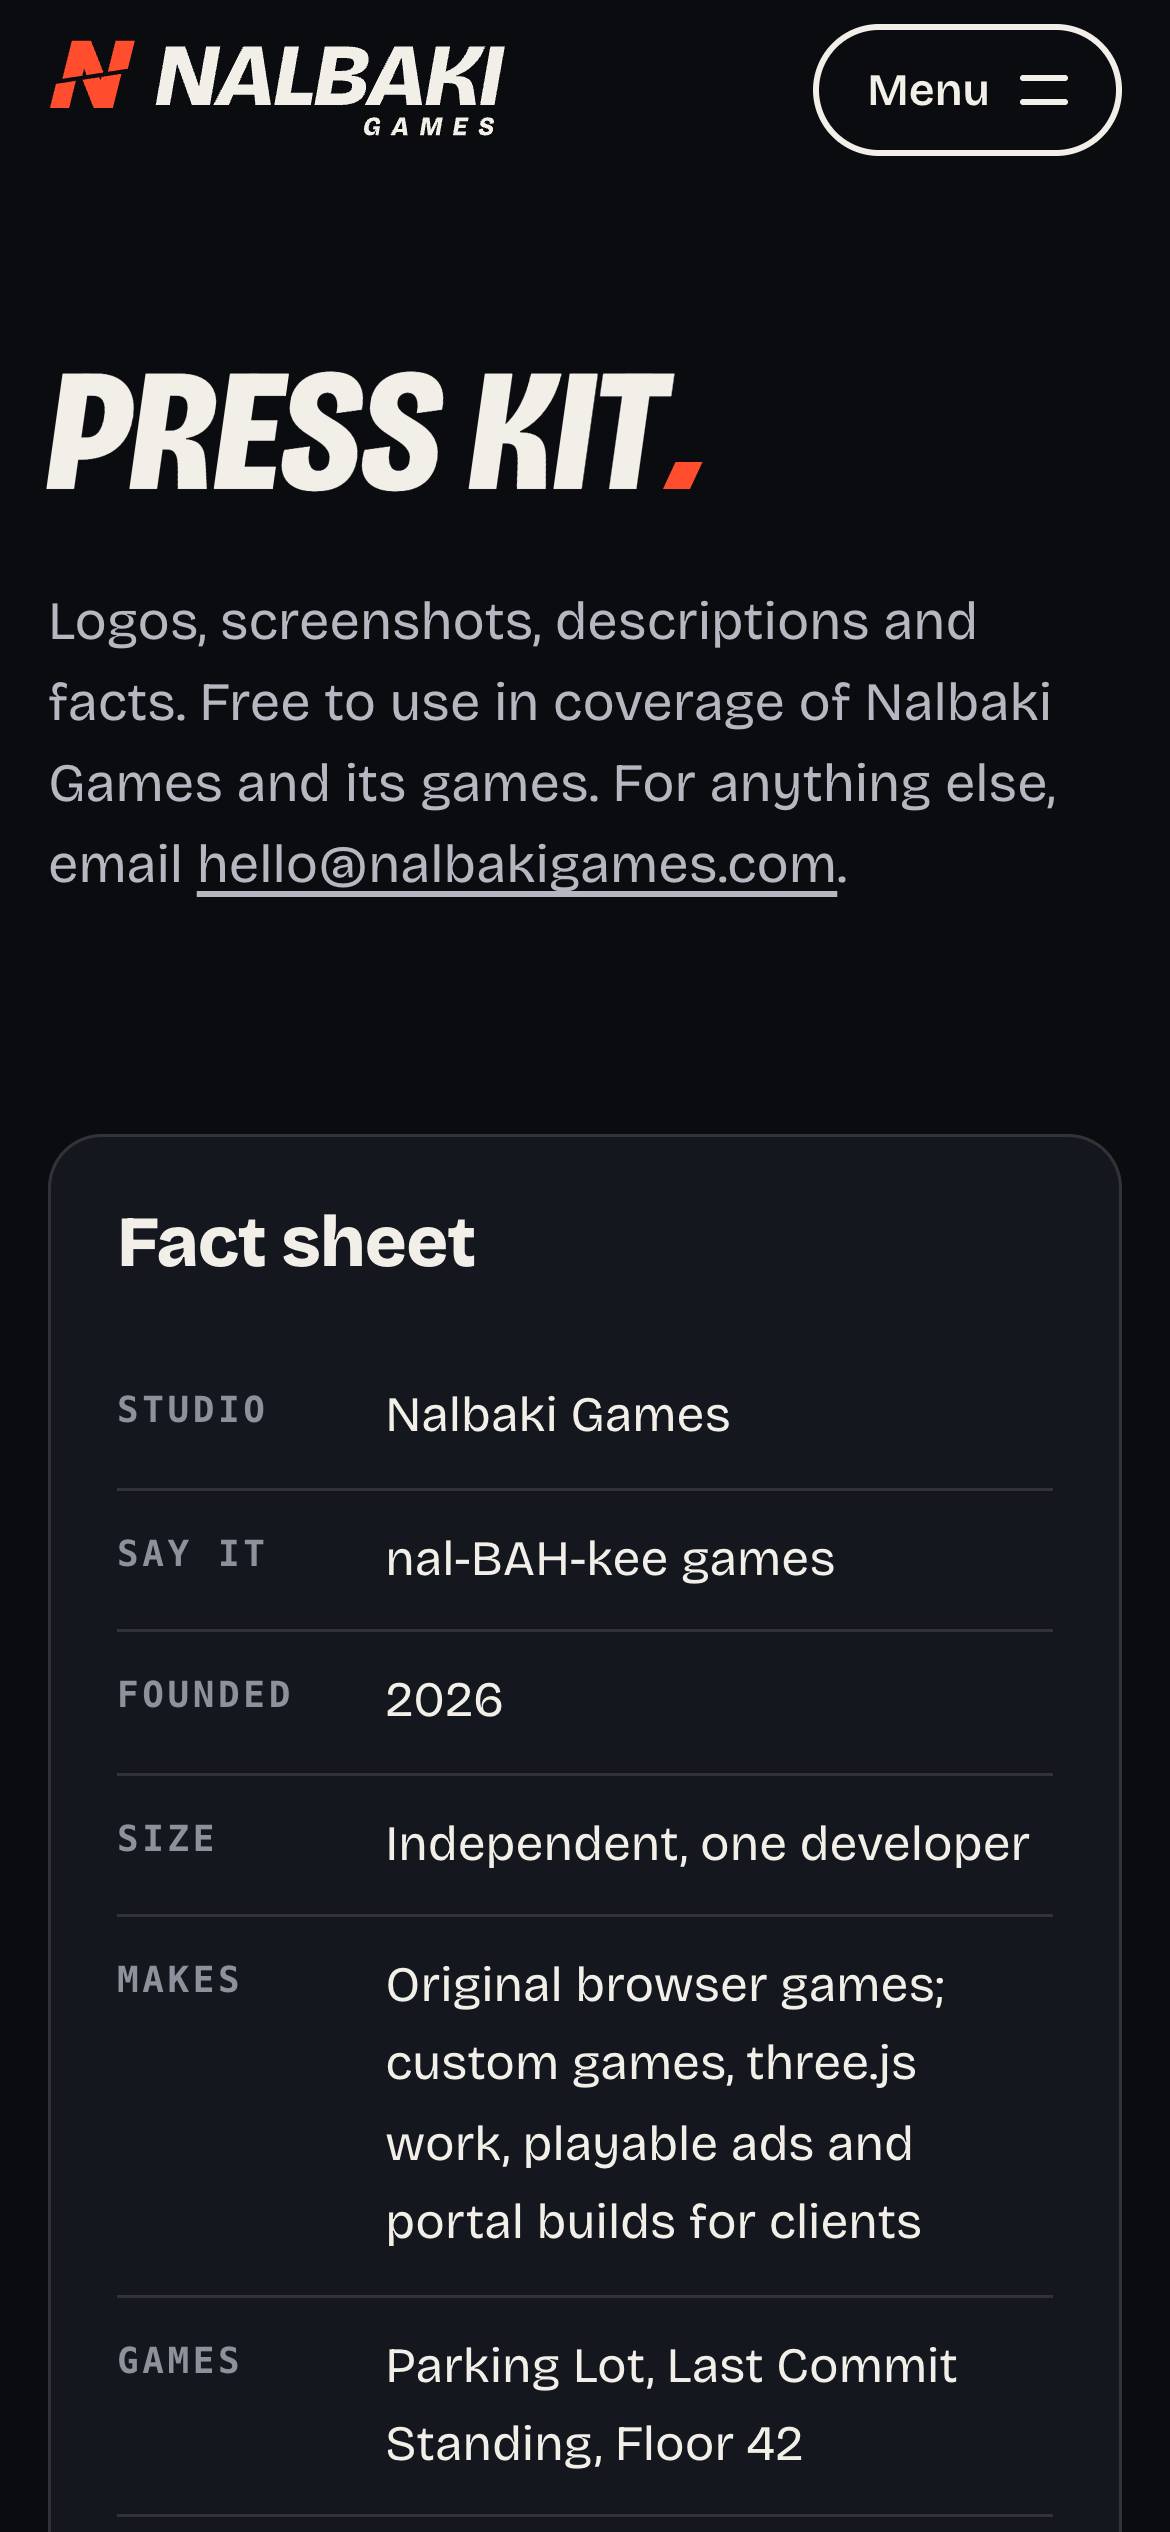 NALBAKI
GAMES
Menu
PRESS KIT.
Logos, screenshots, descriptions and
facts. Free to use in coverage of Nalbaki
Games and its games. For anything else,
email hello@nalbakigames.com.
Fact sheet
STUDIO Nalbaki Games
SAY IT nal-BAH-kee games
FOUNDED 2026
SIZE Independent, one developer
MAKES Original browser games;
custom games, three.js
work, playable ads and
portal builds for clients
GAMES Parking Lot, Last Commit
Standing, Floor 42